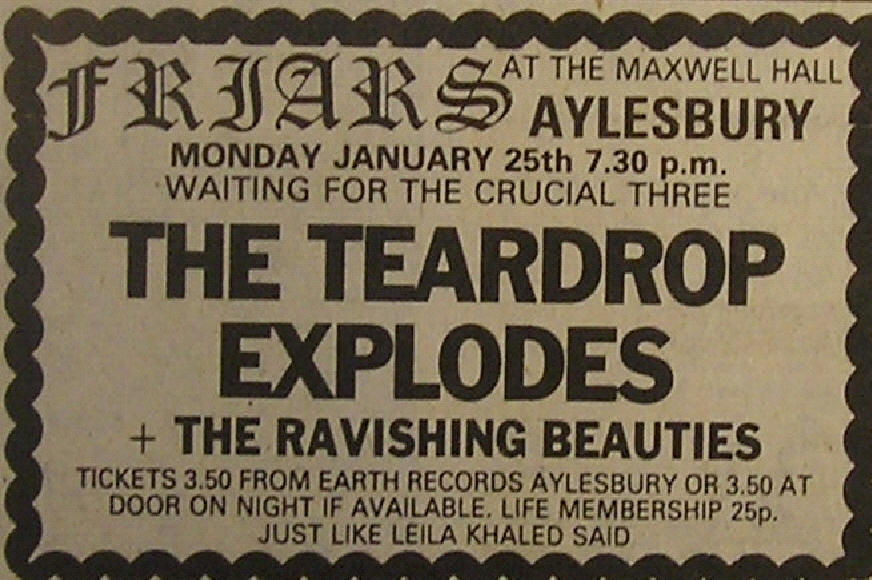 FRIARS AT THE MAXWELL HALL
AYLESBURY
MONDAY JANUARY 25th 7.30 p.m.
WAITING FOR THE CRUCIAL THREE
THE TEARDROP
EXPLODES
+ THE RAVISHING BEAUTIES
TICKETS 3.50 FROM EARTH RECORDS AYLESBURY OR 3.50 AT
DOOR ON NIGHT IF AVAILABLE. LIFE MEMBERSHIP 25p.
JUST LIKE LEILA KHALED SAID